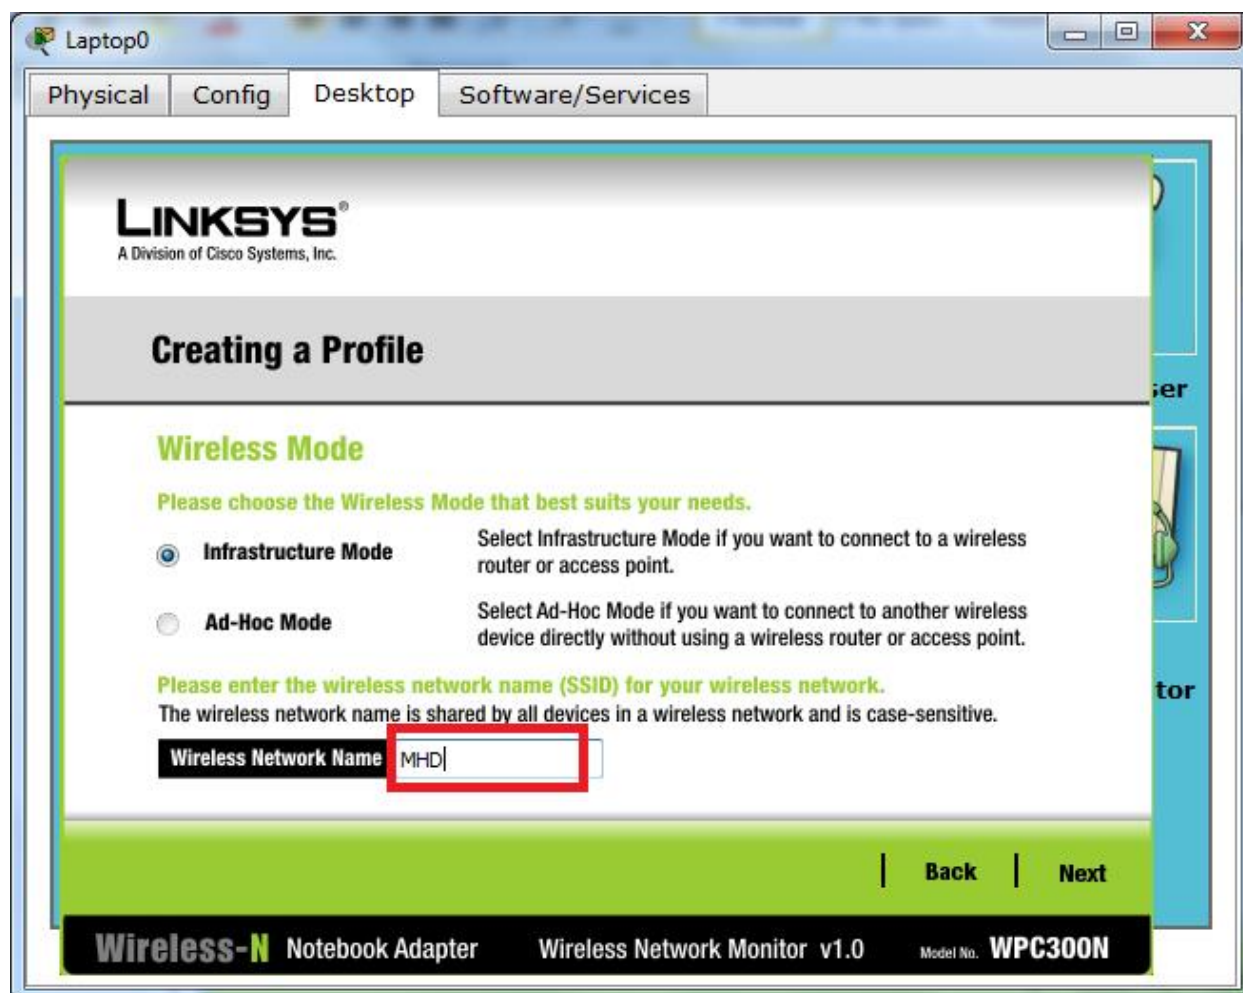 Laptop0
Physical Config Desktop Software/Services
LINKSYS®
A Division of Cisco Systems, Inc.
Creating a Profile
Wireless Mode
Please choose the Wireless Mode that best suits your needs.
Infrastructure Mode
Select Infrastructure Mode if you want to connect to a wireless
router or access point.
Ad-Hoc Mode
Select Ad-Hoc Mode if you want to connect to another wireless
device directly without using a wireless router or access point.
Please enter the wireless network name (SSID) for your wireless network.
The wireless network name is shared by all devices in a wireless network and is case-sensitive.
Wireless Network Name MHD
Back Next
Wireless-N Notebook Adapter Wireless Network Monitor v1.0 Model No. WPC300N